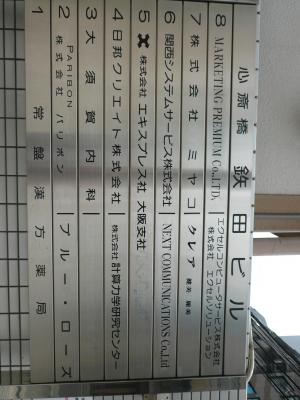 心斎橋 鉄田ビル
8 MARKETING PREMIUM Co.,LTD. エクセルコンピュータサービス株式会社
株式会社 エクセルソリューション
7 株式会社 ミヤコ クレア
6 関西システムサービス株式会社 NEXT COMMUNICATIONS Co.,Ltd
5 株式会社 エキスプレス社 大阪支社
4 日邦クリエイト株式会社 株式会社 計算力学研究センター
3 大須賀内科
2 PARIBON
株式会社 パリボン ブルー・ローズ
1 常盤漢方薬局